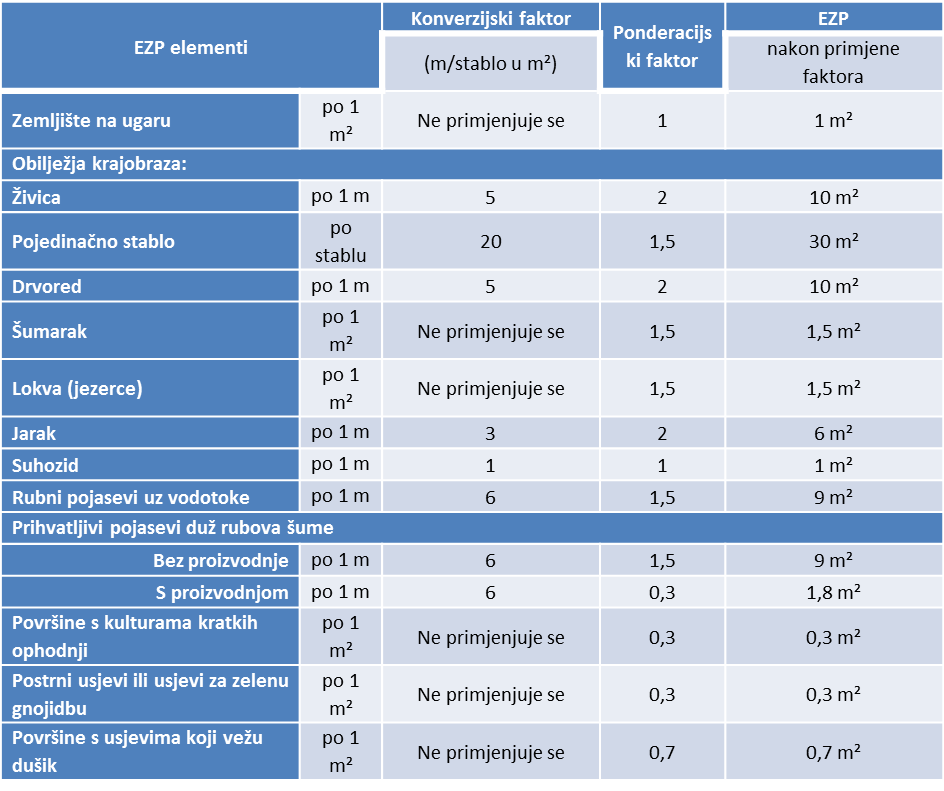 EZP elementi
Konverzijski faktor
(m/stablo u m²)
Ponderacijs
ki faktor
EZP
nakon primjene
faktora
Zemljište na ugaru
po 1
m²
Ne primjenjuje se
1
1 m²
Obilježja krajobraza:
Živica
po 1 m
5
2
10 m²
Pojedinačno stablo
po
stablu
20
1,5
30 m²
Drvored
po 1 m
5
2
10 m²
Šumarak
po 1
m²
Ne primjenjuje se
1,5
1,5 m²
Lokva (jezerce)
po 1
m²
Ne primjenjuje se
1,5
1,5 m²
Jarak
po 1 m
3
2
6 m²
Suhozid
po 1 m
1
1
1 m²
Rubni pojasevi uz vodotoke
po 1 m
6
1,5
9 m²
Prihvatljivi pojasevi duž rubova šume
Bez proizvodnje
po 1 m
6
1,5
9 m²
S proizvodnjom
po 1 m
6
0,3
1,8 m²
Površine s kulturama kratkih
ophodnji
po 1
m²
Ne primjenjuje se
0,3
0,3 m²
Postrni usjevi ili usjevi za zelenu
gnojidbu
po 1
m²
Ne primjenjuje se
0,3
0,3 m²
Površine s usjevima koji vežu
dušik
po 1
m²
Ne primjenjuje se
0,7
0,7 m²